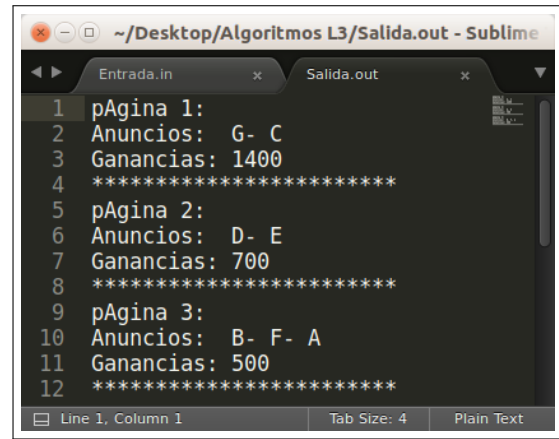 ~/Desktop/Algoritmos L3/Salida.out - Sublime
Entrada.in × Salida.out ×
1 pAgina 1:
2 Anuncios:  G- C
3 Ganancias: 1400
4 ************************
5 pAgina 2:
6 Anuncios:  D- E
7 Ganancias: 700
8 ************************
9 pAgina 3:
10 Anuncios:  B- F- A
11 Ganancias: 500
12 ************************
Line 1, Column 1 Tab Size: 4 Plain Text